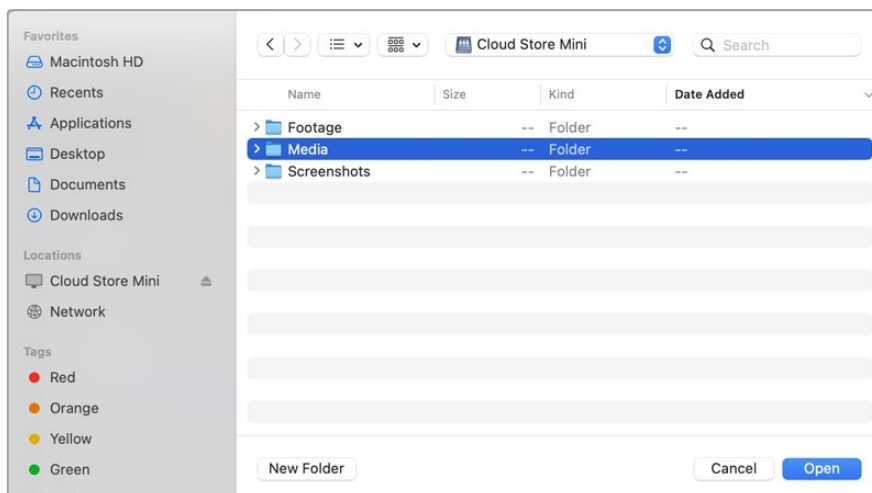 Favorites
Macintosh HD
Recents
Applications
Desktop
Documents
Downloads
Locations
Cloud Store Mini
Network
Tags
Red
Orange
Yellow
Green
Cloud Store Mini
Search
Name Size Kind Date Added
Footage -- Folder --
Media -- Folder --
Screenshots -- Folder --
New Folder Cancel Open